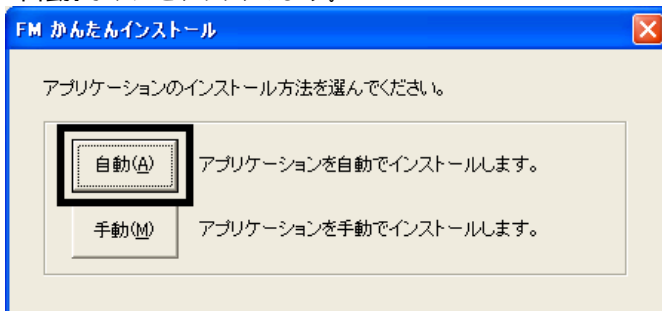 FM かんたんインストール
アプリケーションのインストール方法を選んでください。
自動(A) アプリケーションを自動でインストールします。
手動(M) アプリケーションを手動でインストールします。